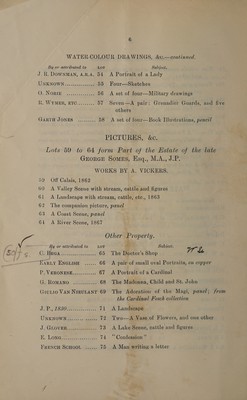 6
WATER COLOUR DRAWINGS, &c.—continued
By or attributed to LOT Subject.
J. R. DOWNMAN, A.R.A. 54 A Portrait of a Lady
UNKNOWN 55 Four—Sketches
O. NORIE 56 A set of four—Military drawings
R. WYMER, ETC 57 Seven—A pair: Grenadier Guards, and five others
GARTH JONES 58 A set of four—Book Illustrations, pencil
PICTURES, &c.
Lots 59 to 64 form Part of the Estate of the late
GEORGE SOMES, Esq., M.A., J.P.
WORKS BY A. VICKERS.
59 Off Calais, 1862
60 A Valley Scene with stream, cattle and figures
61 A Landscape with stream, cattle, etc., 1863
62 The companion picture, panel
63 A Coast Scene, panel
64 A River Scene, 1867
Other Property.
By or attributed to LOT Subject.
C. BREA 65 The Doctor's Shop
EARLY ENGLISH 66 A pair of small oval Portraits, on copper
P. VERONESE 67 A Portrait of a Cardinal
G. ROMANO 68 The Madonna, Child and St. John
GIULIO VAN NIEULANT 69 The Adoration of the Magi, panel; from the Cardinal Fesch collection
J. P., 1830 71 A Landscape
UNKNOWN 72 Two—A Vase of Flowers, and one other
J. GLOVER 73 A Lake Scene, cattle and figures
E. LONG 74 "Confession"
FRENCH SCHOOL 75 A Man writing a letter